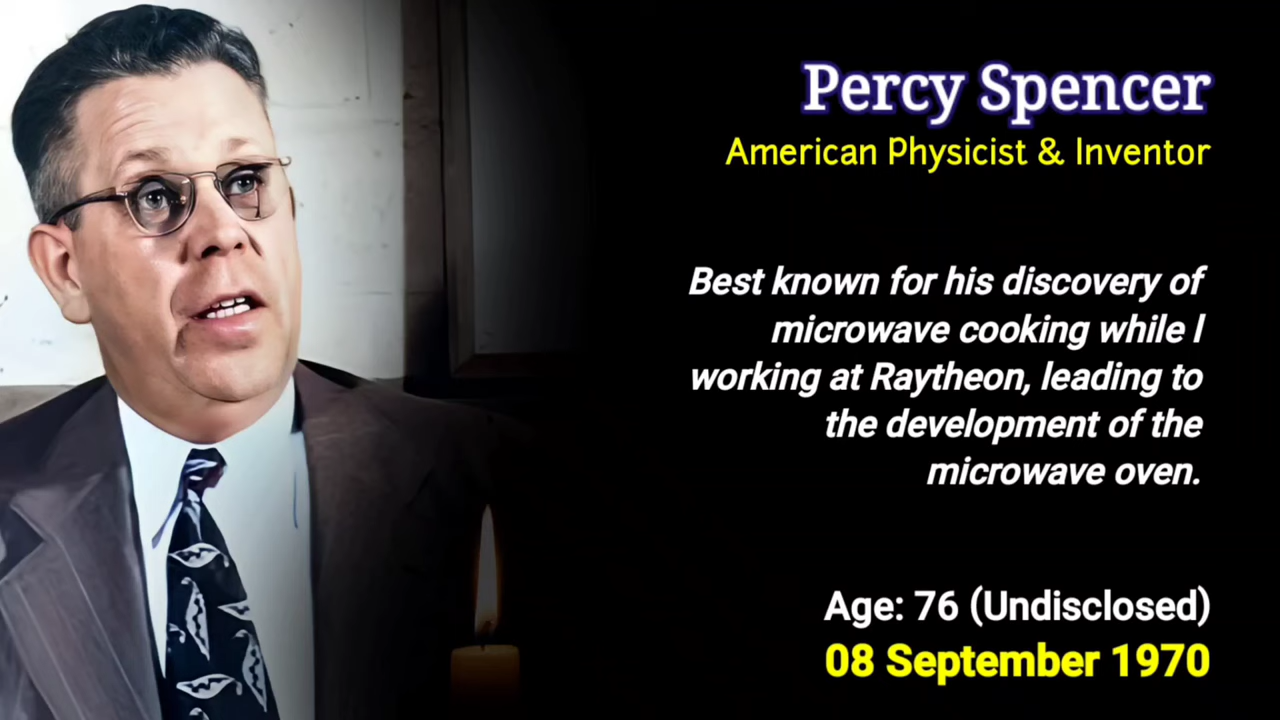 Percy Spencer
American Physicist & Inventor
Best known for his discovery of
microwave cooking while l
working at Raytheon, leading to
the development of the
microwave oven.
Age: 76 (Undisclosed)
08 September 1970